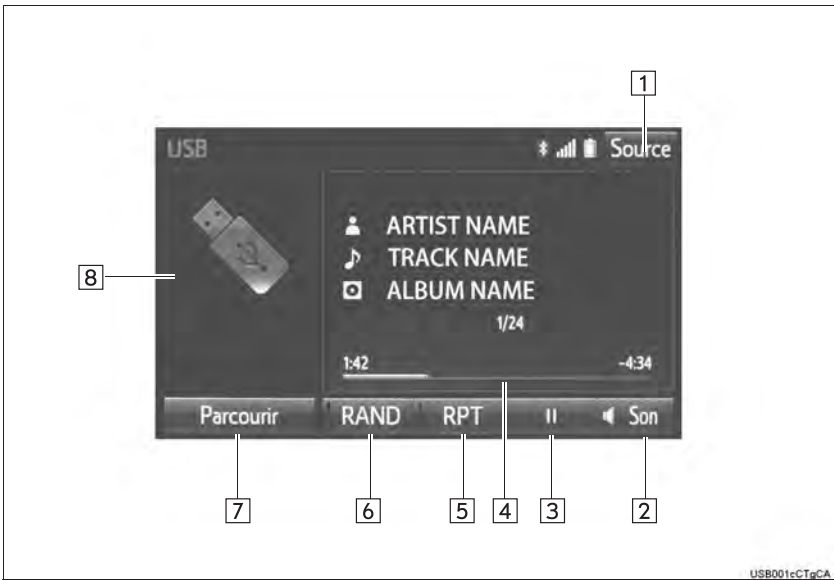 1
USB Source
ARTIST NAME
8
TRACK NAME
ALBUM NAME
1/24
1:42 -4:34
Parcourir RAND RPT II Son
7 6 5 4 3 2
USB001cCTgCA